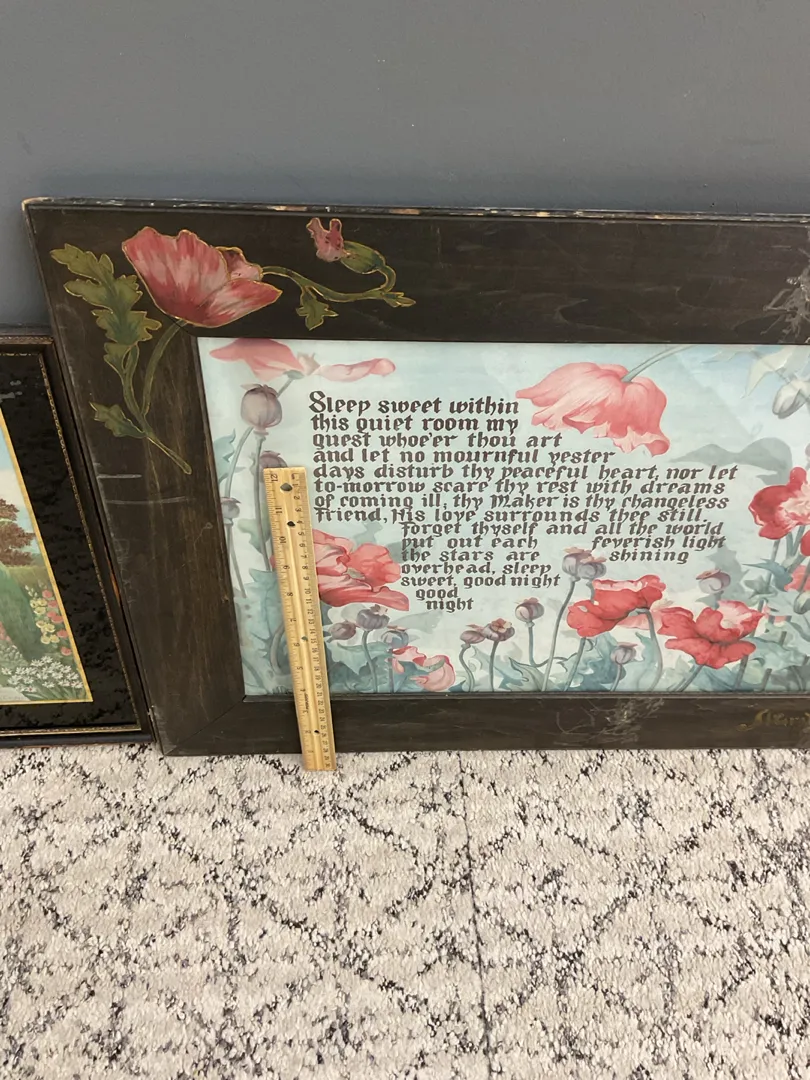 Sleep sweet within
this quiet room my
guest whoe'er thou art
and let no mournful yester
days disturb thy peaceful heart, nor let
to-morrow scare thy rest with dreams
of coming ill, thy Maker is thy changeless
friend, His love surrounds thee still
forget thyself and all the world
put out each feverish light
the stars are shining
overhead, sleep
sweet, good night
good
night